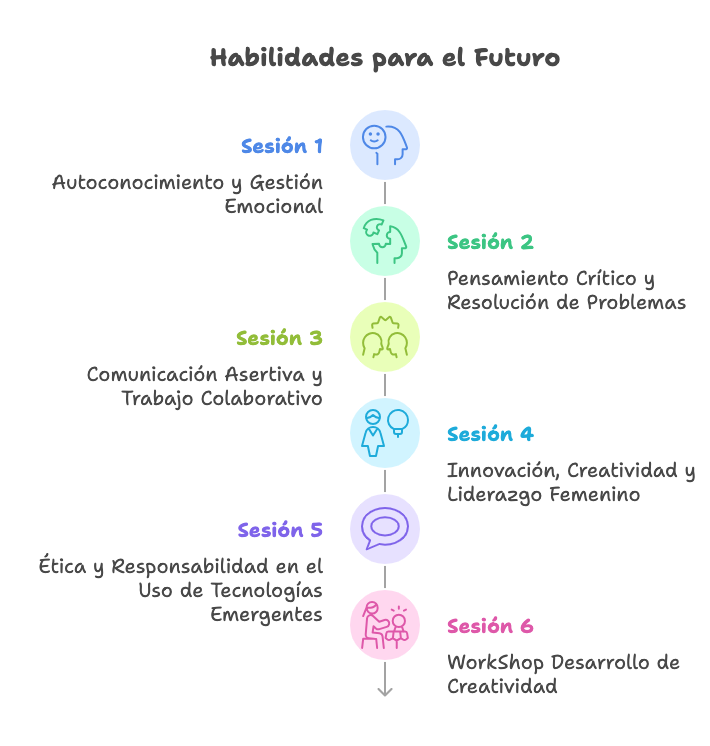 Habilidades para el Futuro
Sesión 1
Autoconocimiento y Gestión
Emocional
Sesión 2
Pensamiento Crítico y
Resolución de Problemas
Sesión 3
Comunicación Asertiva y
Trabajo Colaborativo
Sesión 4
Innovación, Creatividad y
Liderazgo Femenino
Sesión 5
Ética y Responsabilidad en el
Uso de Tecnologías
Emergentes
Sesión 6
WorkShop Desarrollo de
Creatividad